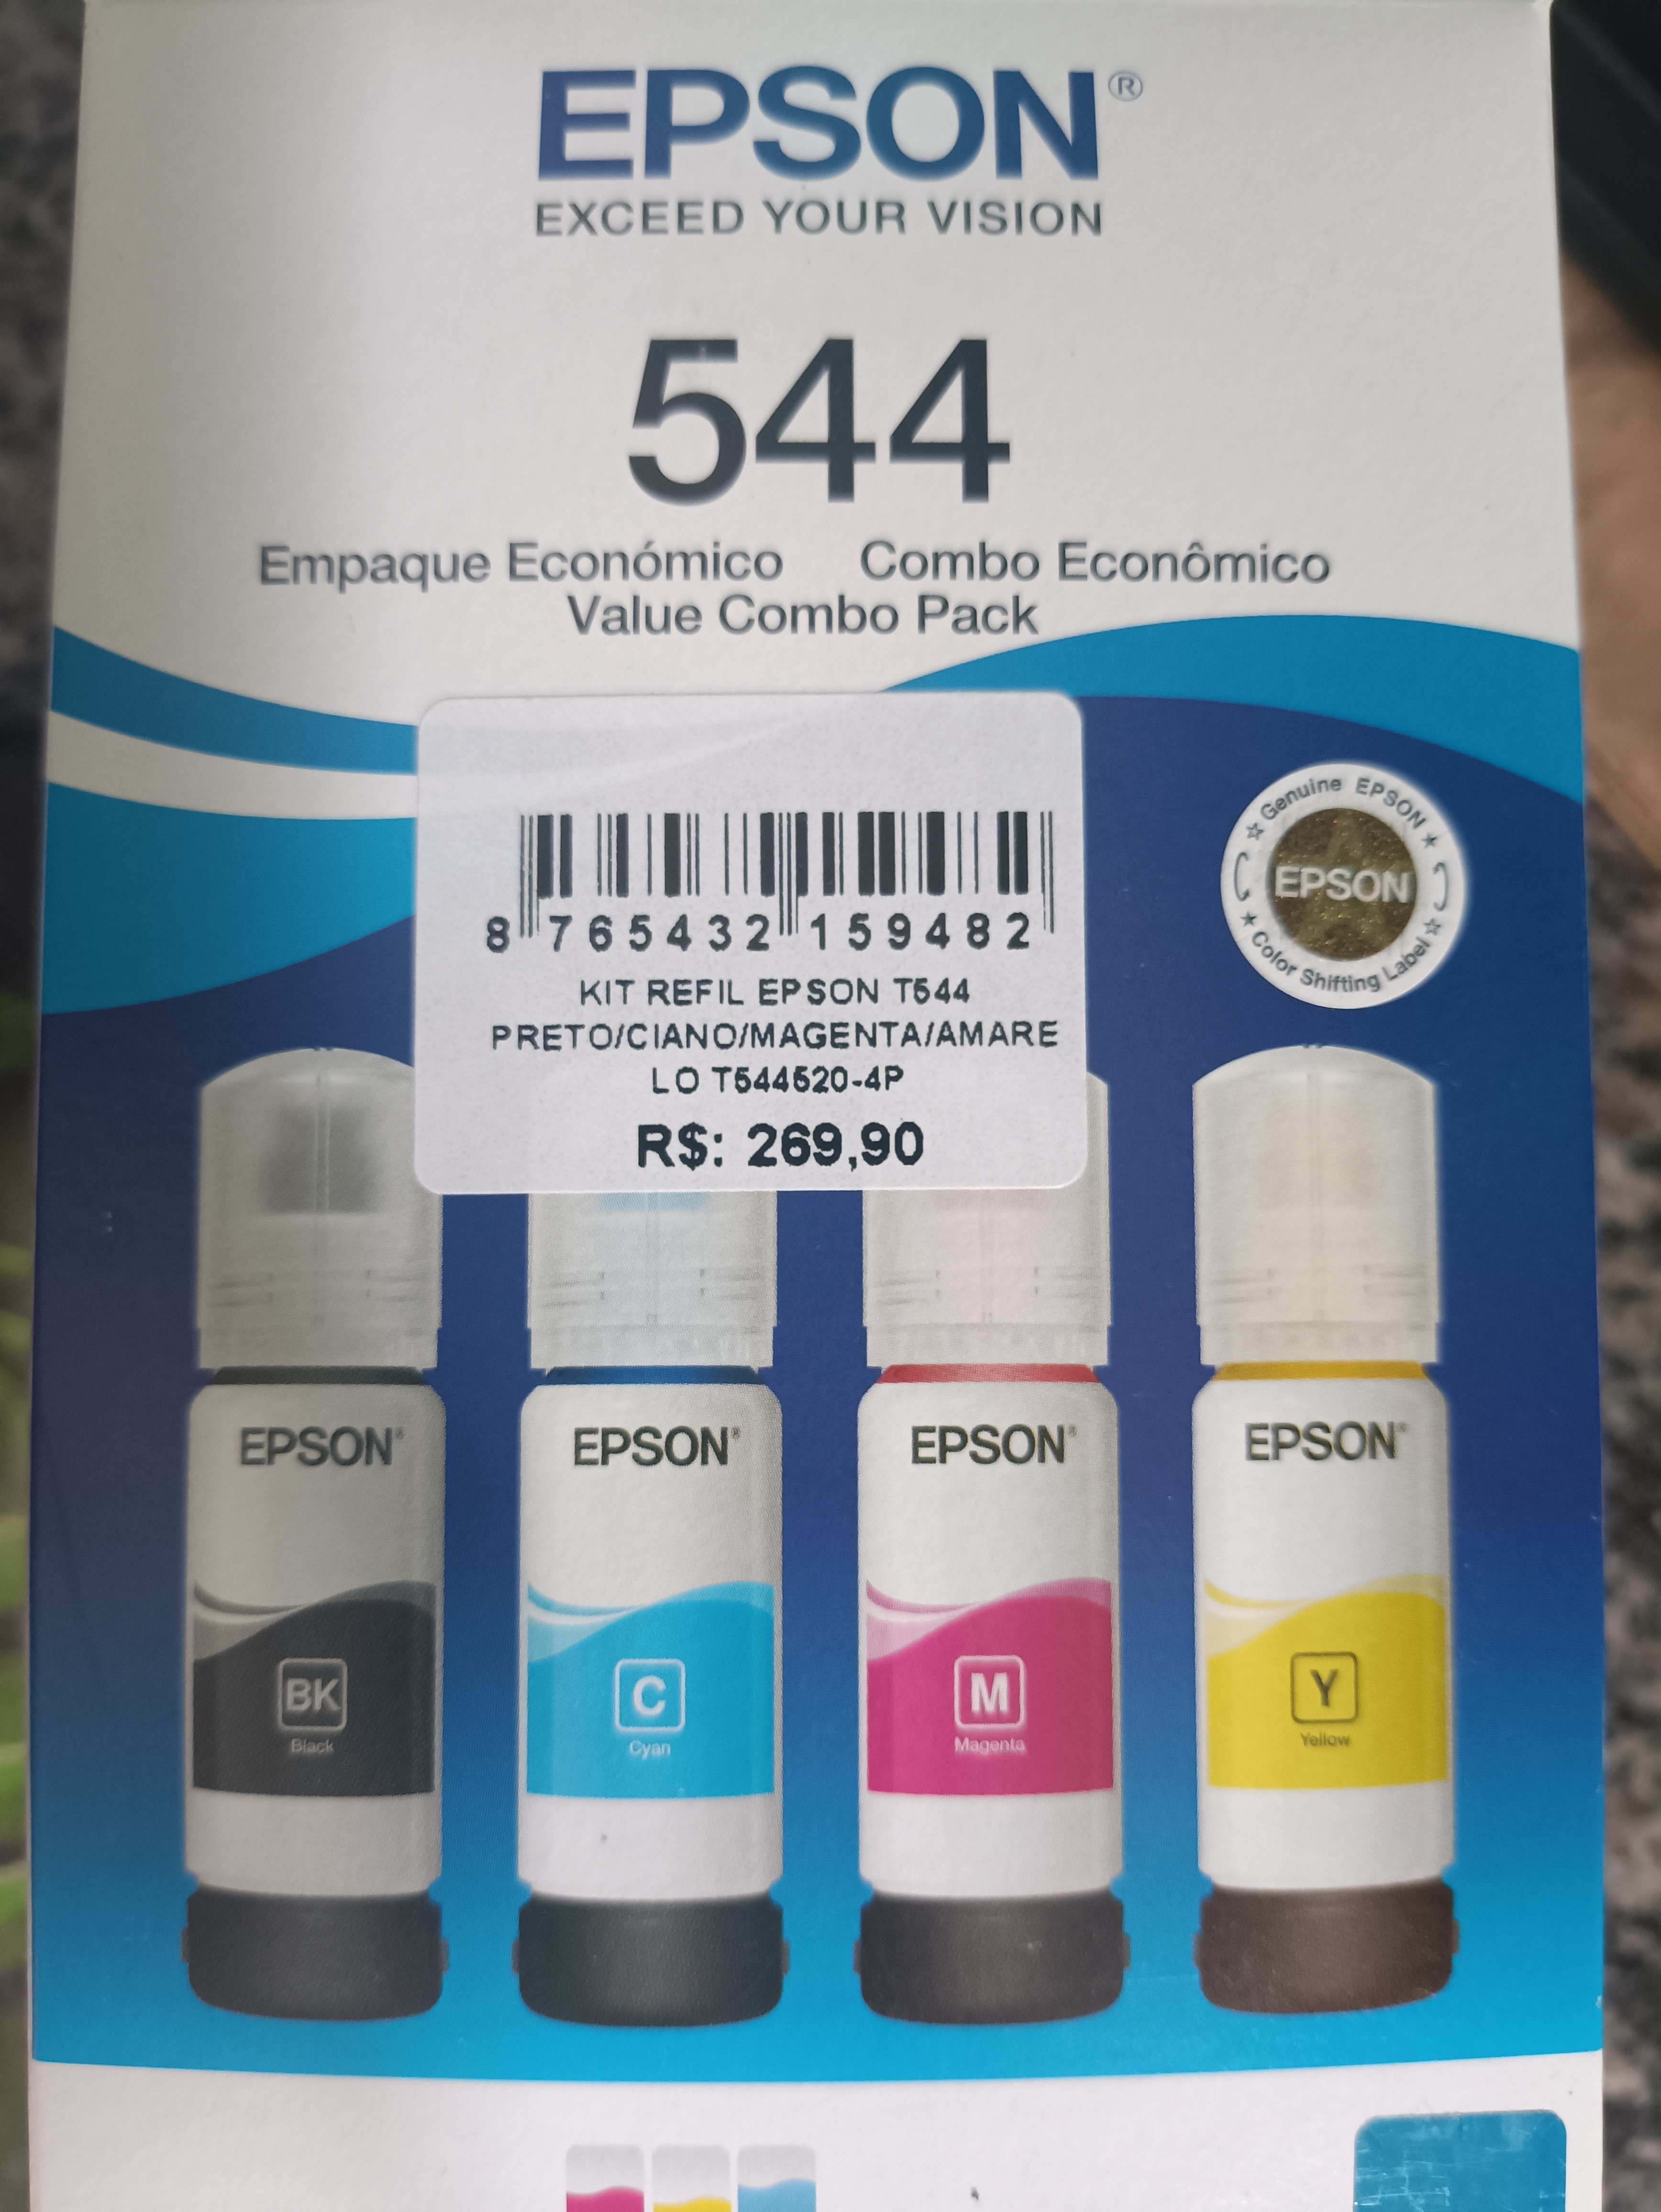 EPSON®
EXCEED YOUR VISION
544
Empaque Económico Combo Econômico
Value Combo Pack
Genuine EPSON
EPSON
Color Shifting Label
8 765432 159482
KIT REFIL EPSON T544
PRETO/CIANO/MAGENTA/AMARE
LO T544520-4P
R$: 269,90
EPSON® EPSON® EPSON® EPSON®
BK C M Y
Black Cyan Magenta Yellow